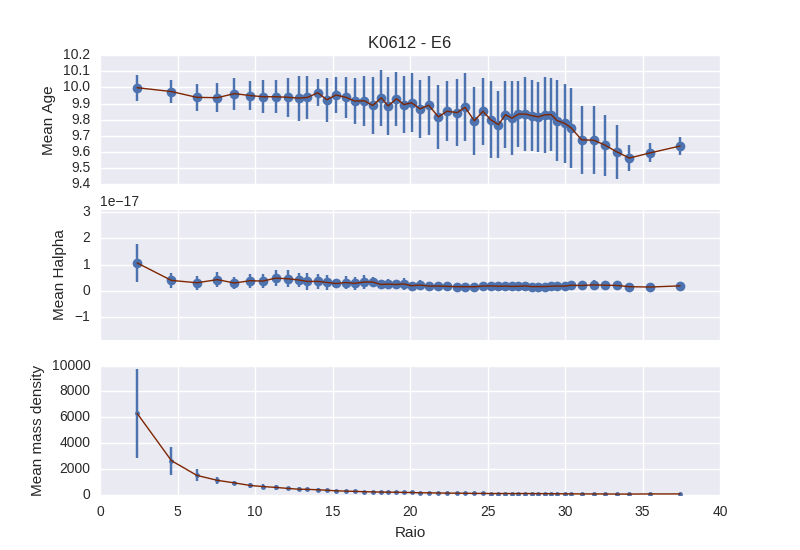 K0612 - E6
10.2
10.1
10.0
9.9
9.8
9.7
9.6
9.5
9.4
Mean Age
1e−17
3
2
1
0
−1
Mean Halpha
10000
8000
6000
4000
2000
0
Mean mass density
0 5 10 15 20 25 30 35 40
Raio